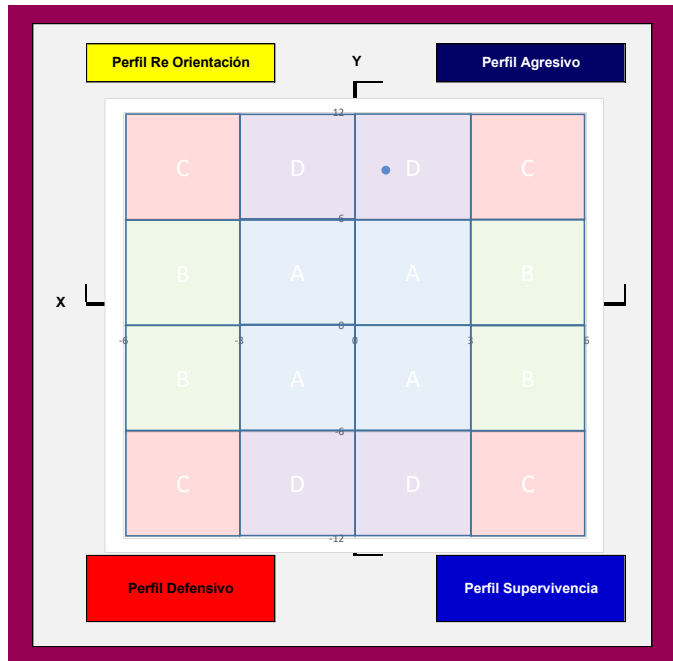 Perfil Re Orientación
Y
Perfil Agresivo
12
C D D C
6
B A A B
X
0
-6 -3 0 3 6
B A A B
-6
C D D C
-12
Perfil Defensivo
Perfil Supervivencia